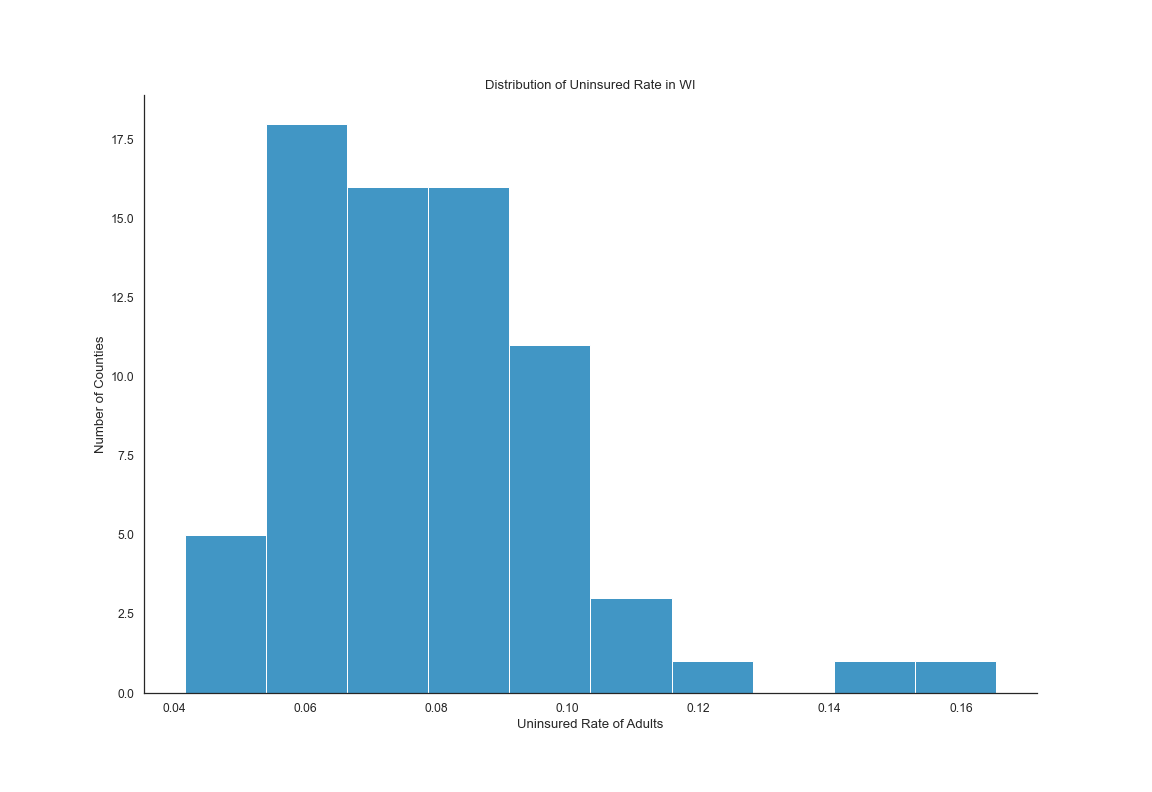 Distribution of Uninsured Rate in WI
17.5
15.0
12.5
10.0
7.5
5.0
2.5
0.0
Number of Counties
0.04 0.06 0.08 0.10 0.12 0.14 0.16
Uninsured Rate of Adults